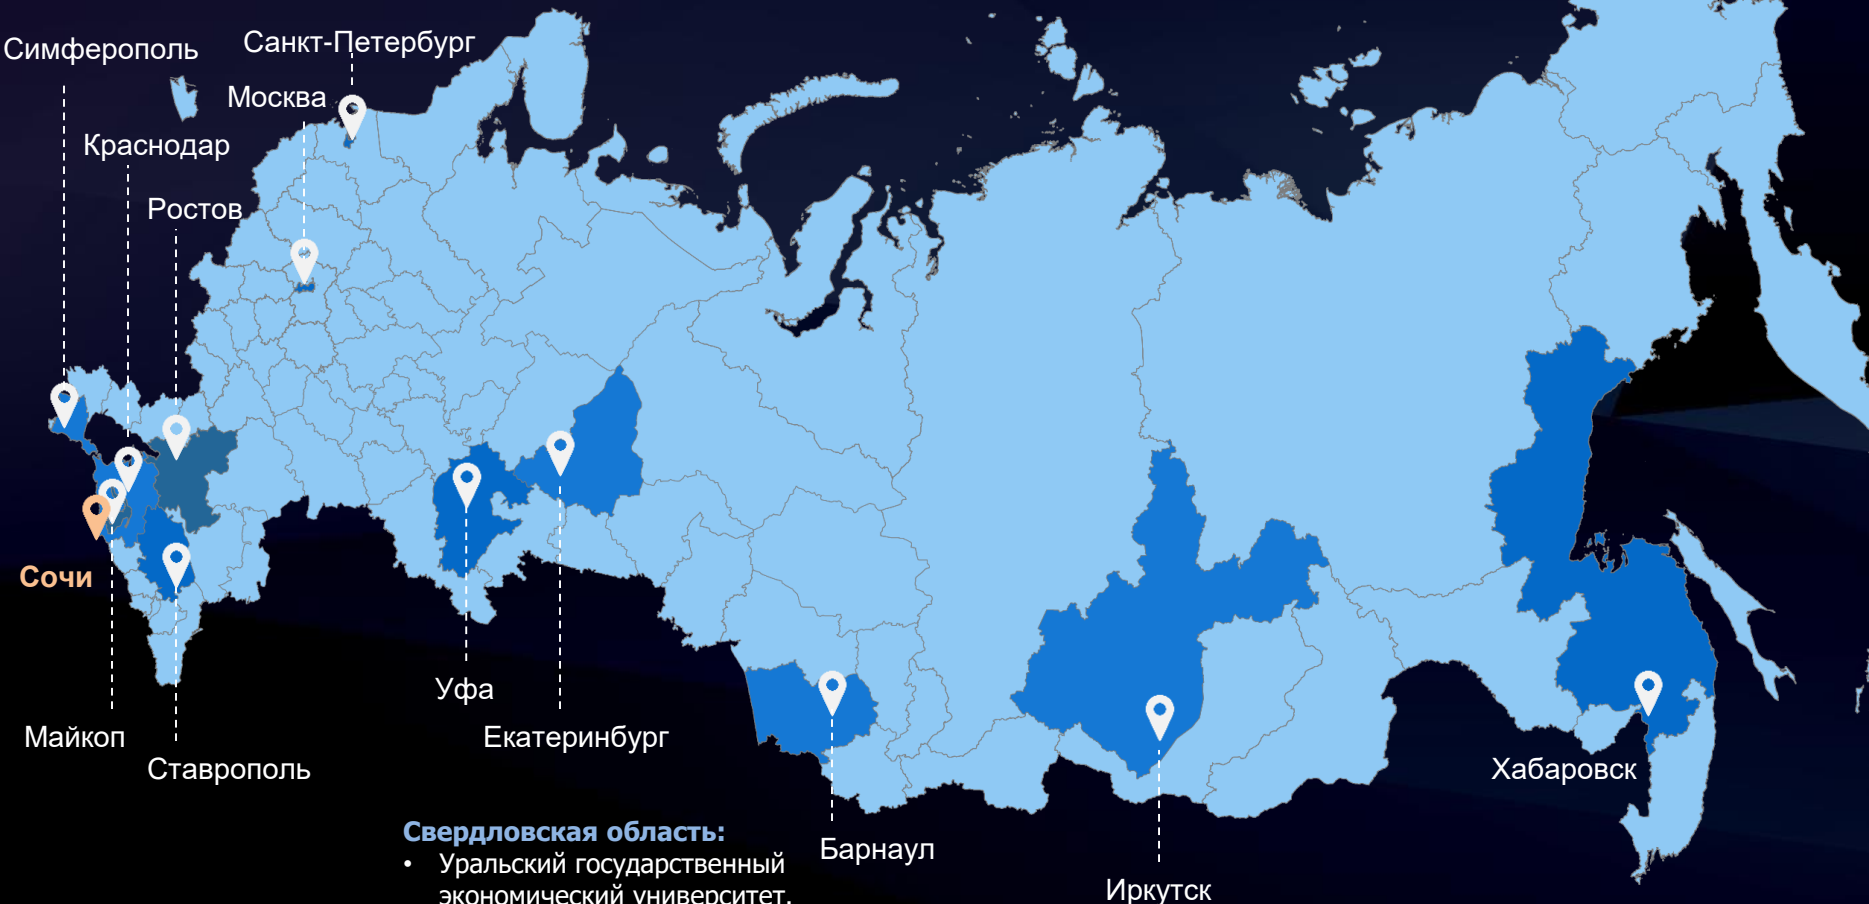 Симферополь
Санкт-Петербург
Москва
Краснодар
Ростов
Сочи
Майкоп
Ставрополь
Уфа
Екатеринбург
Барнаул
Иркутск
Хабаровск
Свердловская область:
• Уральский государственный
экономический университет.